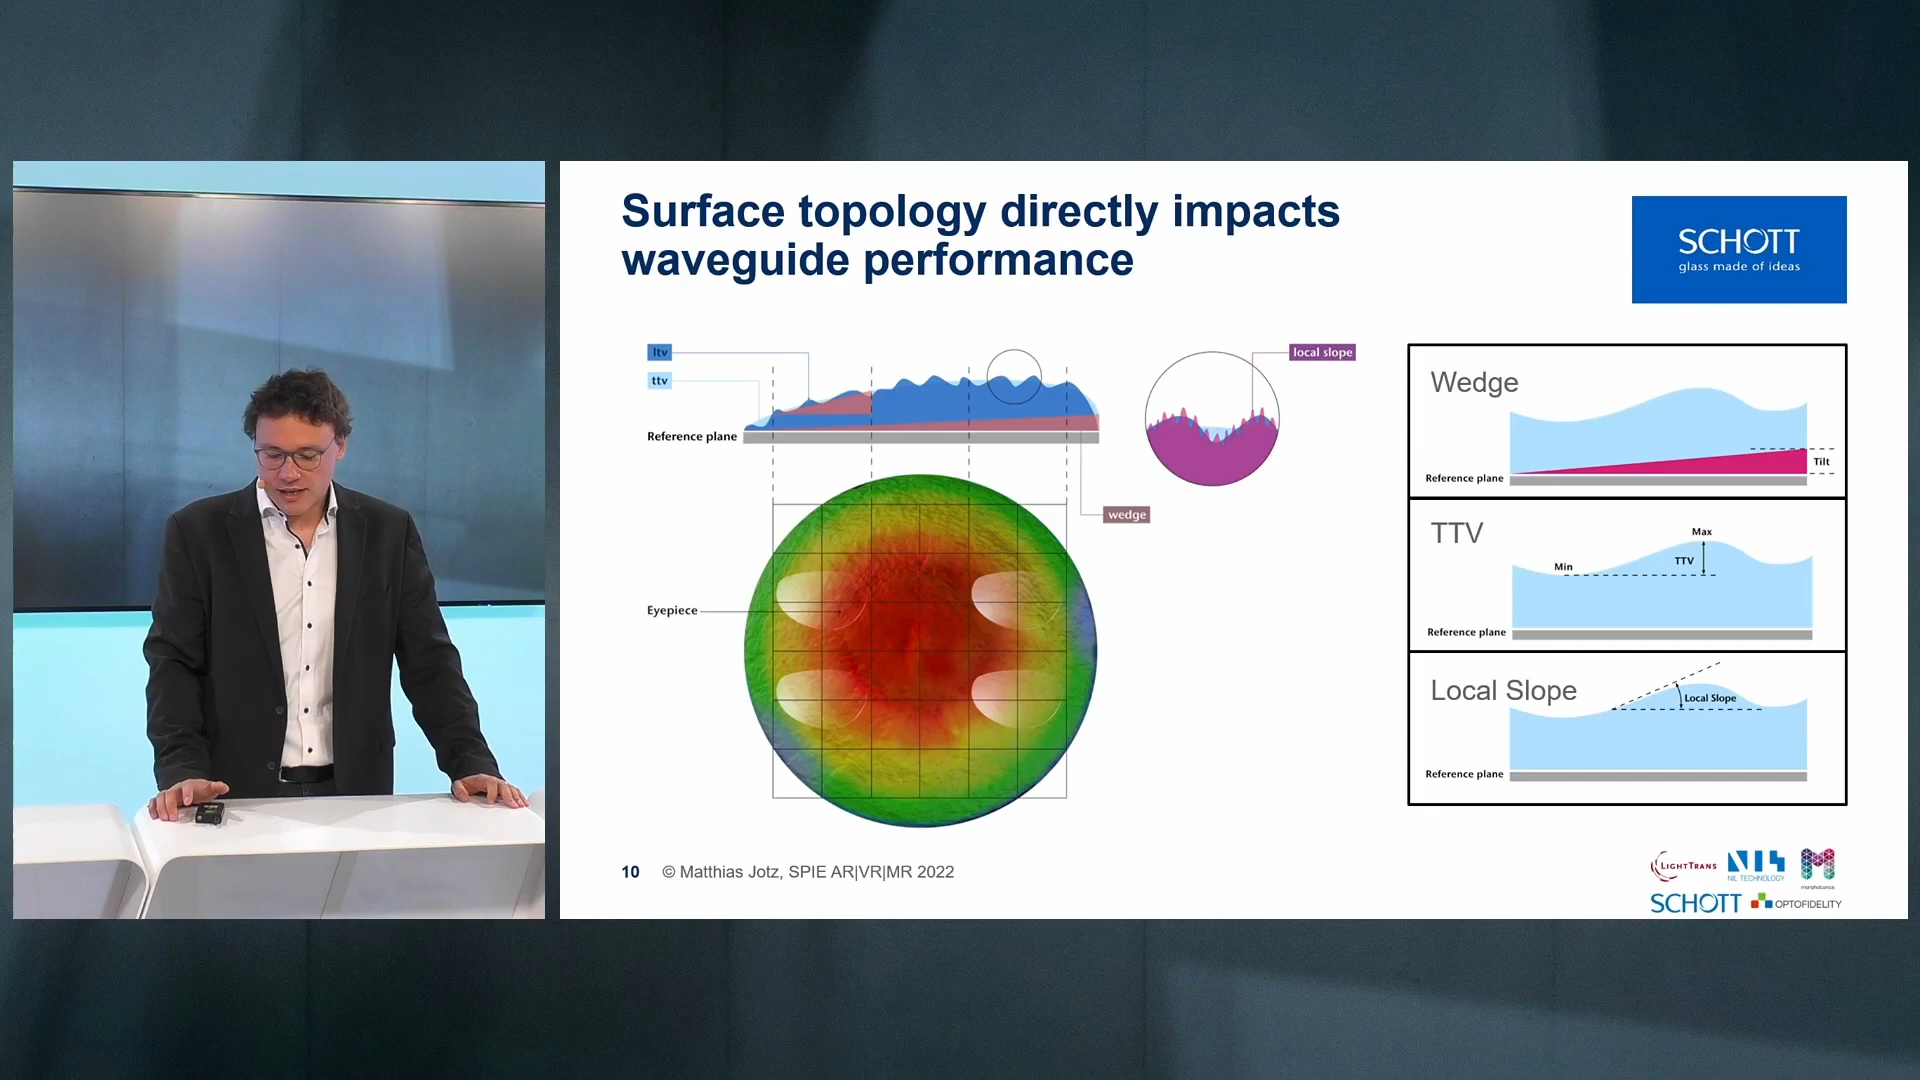 Surface topology directly impacts
waveguide performance
SCHOTT
glass made of ideas
ltv
ttv
Reference plane
local slope
wedge
Eyepiece
Wedge
Tilt
Reference plane
TTV
Max
Min
TTV
Reference plane
Local Slope
Local Slope
Reference plane
10 © Matthias Jotz, SPIE AR|VR|MR 2022
LIGHTTRANS
NIL TECHNOLOGY
morphotonics
SCHOTT
OPTOFIDELITY